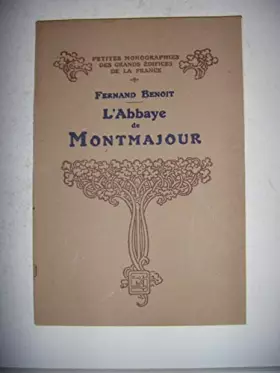 PETITES MONOGRAPHIES
DES GRANDS ÉDIFICES
DE LA FRANCE
FERNAND BENOIT
L'Abbaye
de
MONTMAJOUR